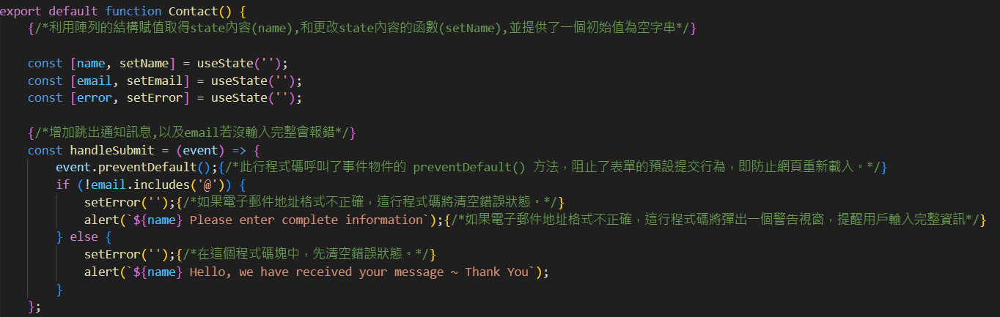 export default function Contact() {
    {/*利用陣列的結構賦值取得state內容(name),和更改state內容的函數(setName),並提供了一個初始值為空字串*/}
    const [name, setName] = useState('');
    const [email, setEmail] = useState('');
    const [error, setError] = useState('');
    {/*增加跳出通知訊息,以及email若沒輸入完整會報錯*/}
    const handleSubmit = (event) => {
        event.preventDefault();{/*此行程式碼呼叫了事件物件的 preventDefault() 方法，阻止了表單的預設提交行為，即防止網頁重新載入。*/}
        if (!email.includes('@')) {
            setError('');{/*如果電子郵件地址格式不正確，這行程式碼將清空錯誤狀態。*/}
            alert(`${name} Please enter complete information`);{/*如果電子郵件地址格式不正確，這行程式碼將彈出一個警告視窗，提醒用戶輸入完整資訊*/}
        } else {
            setError('');{/*在這個程式碼塊中，先清空錯誤狀態。*/}
            alert(`${name} Hello, we have received your message ~ Thank You`);
        }
    };